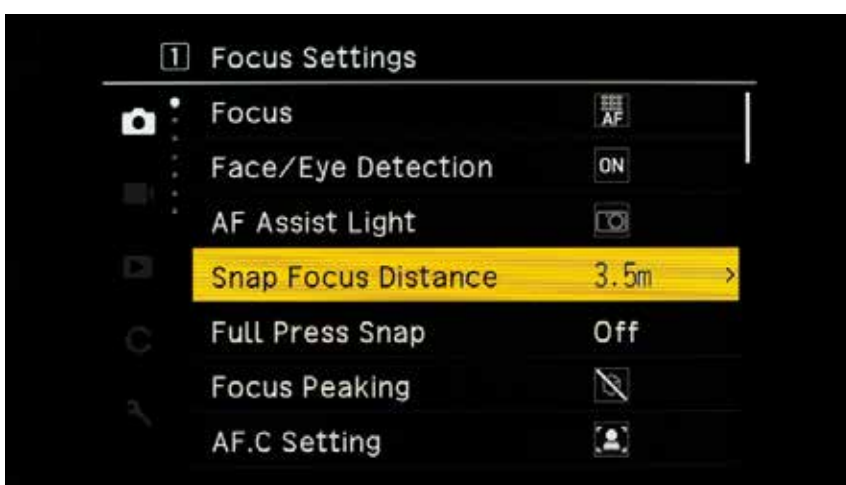 1 Focus Settings
Focus AF
Face/Eye Detection ON
AF Assist Light
Snap Focus Distance 3.5m >
Full Press Snap Off
Focus Peaking
AF.C Setting